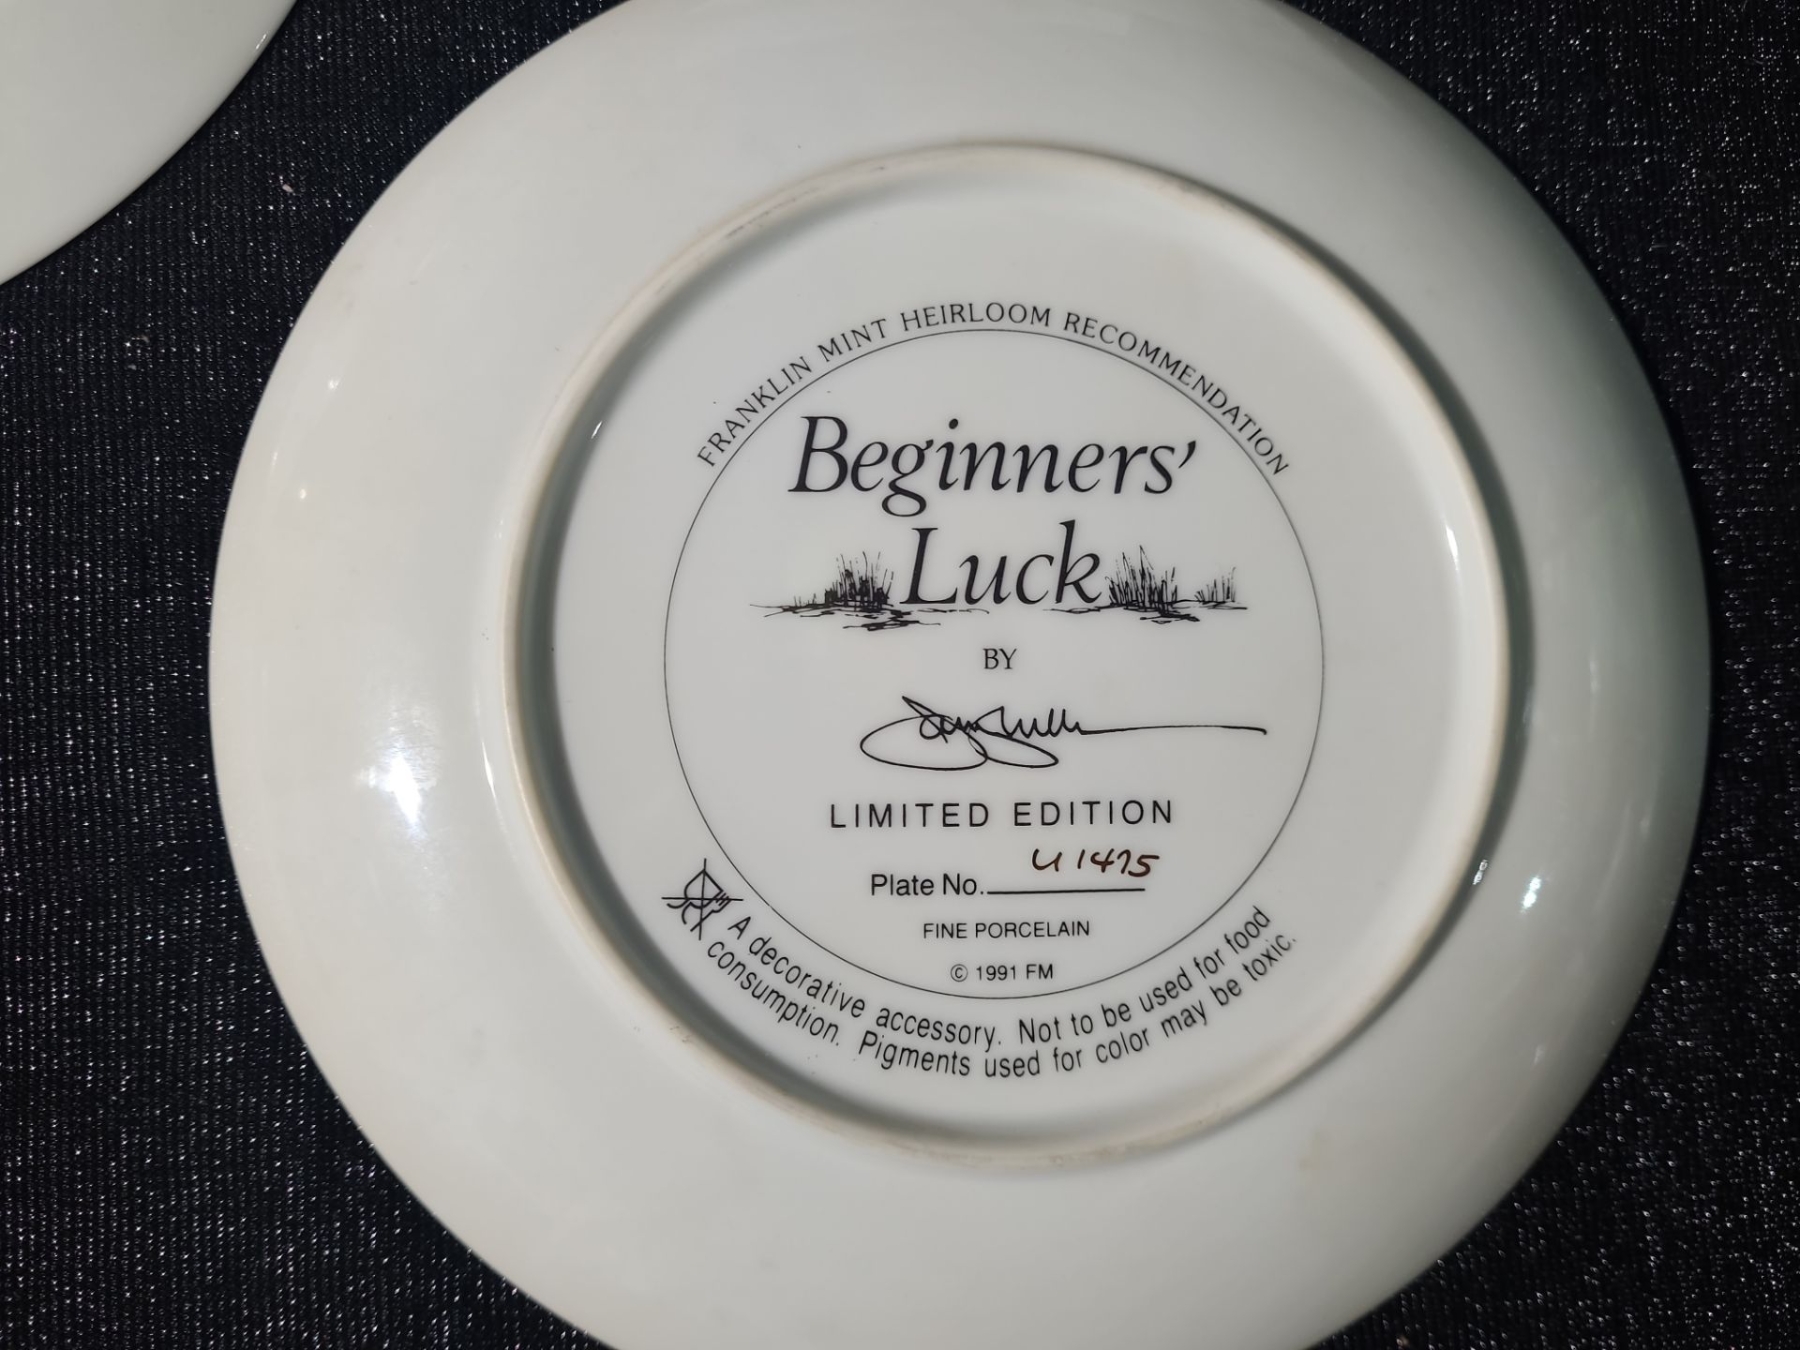 FRANKLIN MINT HEIRLOOM RECOMMENDATION
Beginners'
Luck
BY
LIMITED EDITION
Plate No. U1475
FINE PORCELAIN
© 1991 FM
A decorative accessory. Not to be used for food
consumption. Pigments used for color may be toxic.